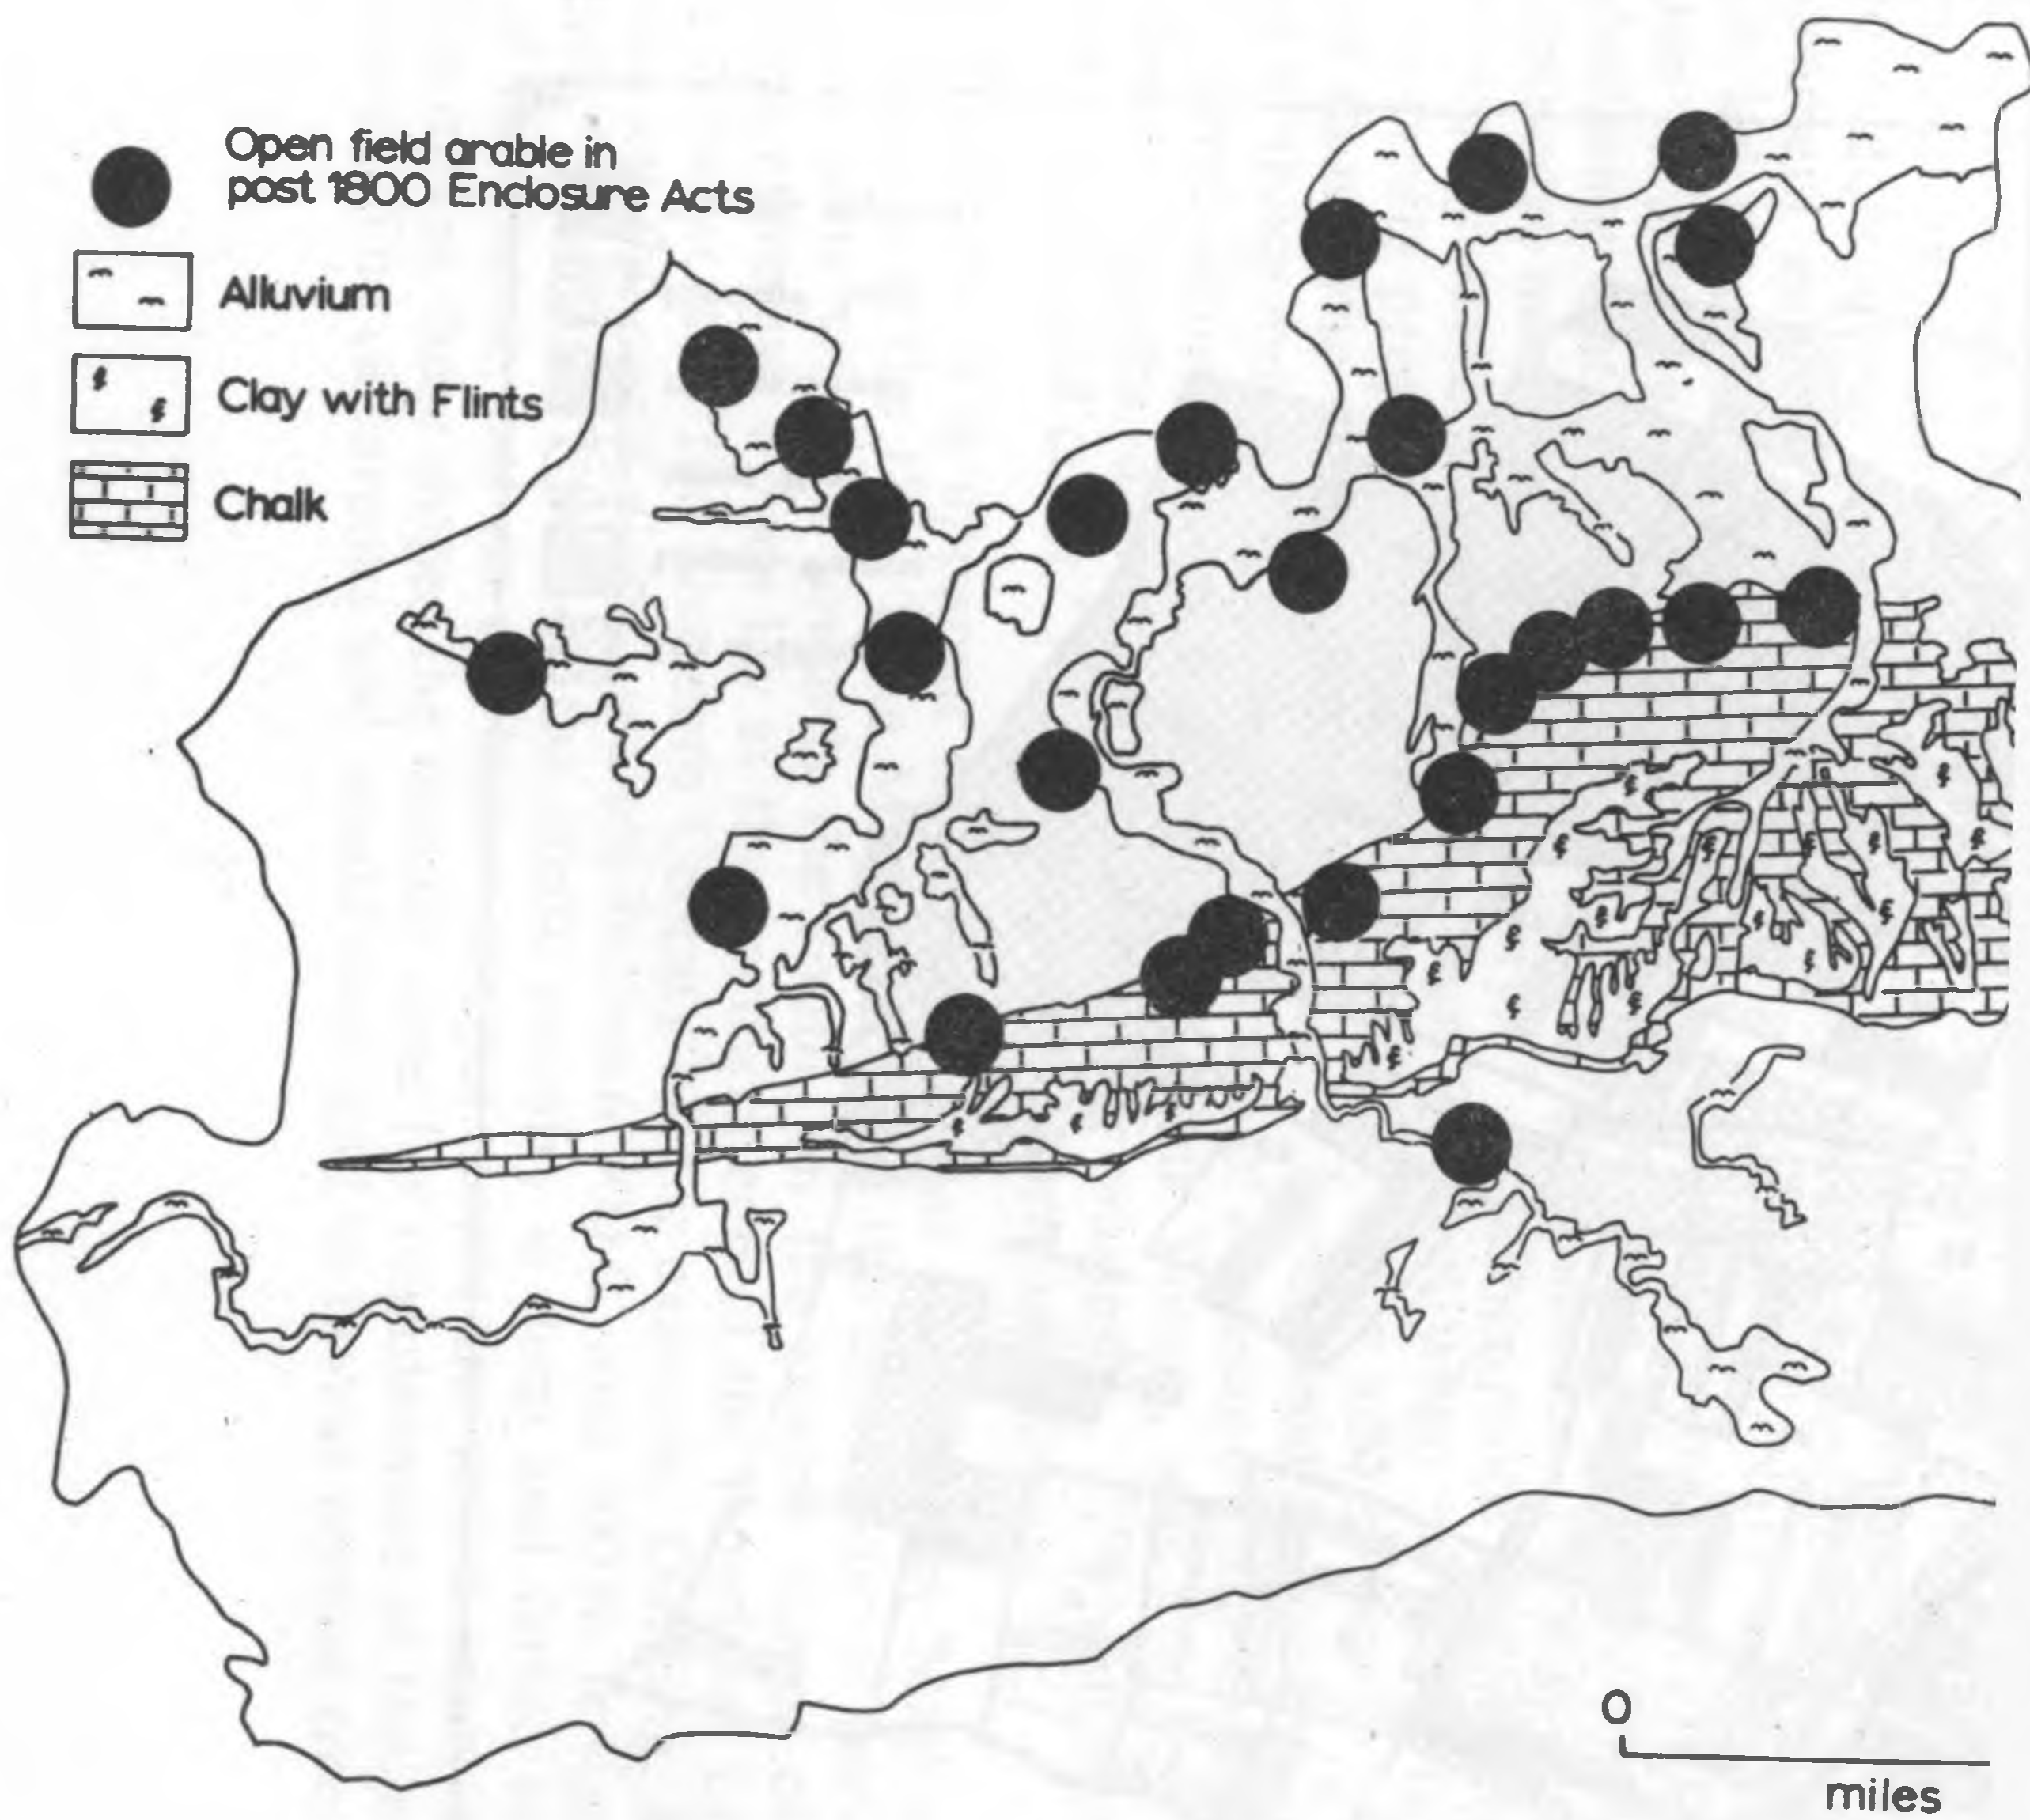 Open field arable in
post 1800 Enclosure Acts
Alluvium
Clay with Flints
Chalk
0
miles